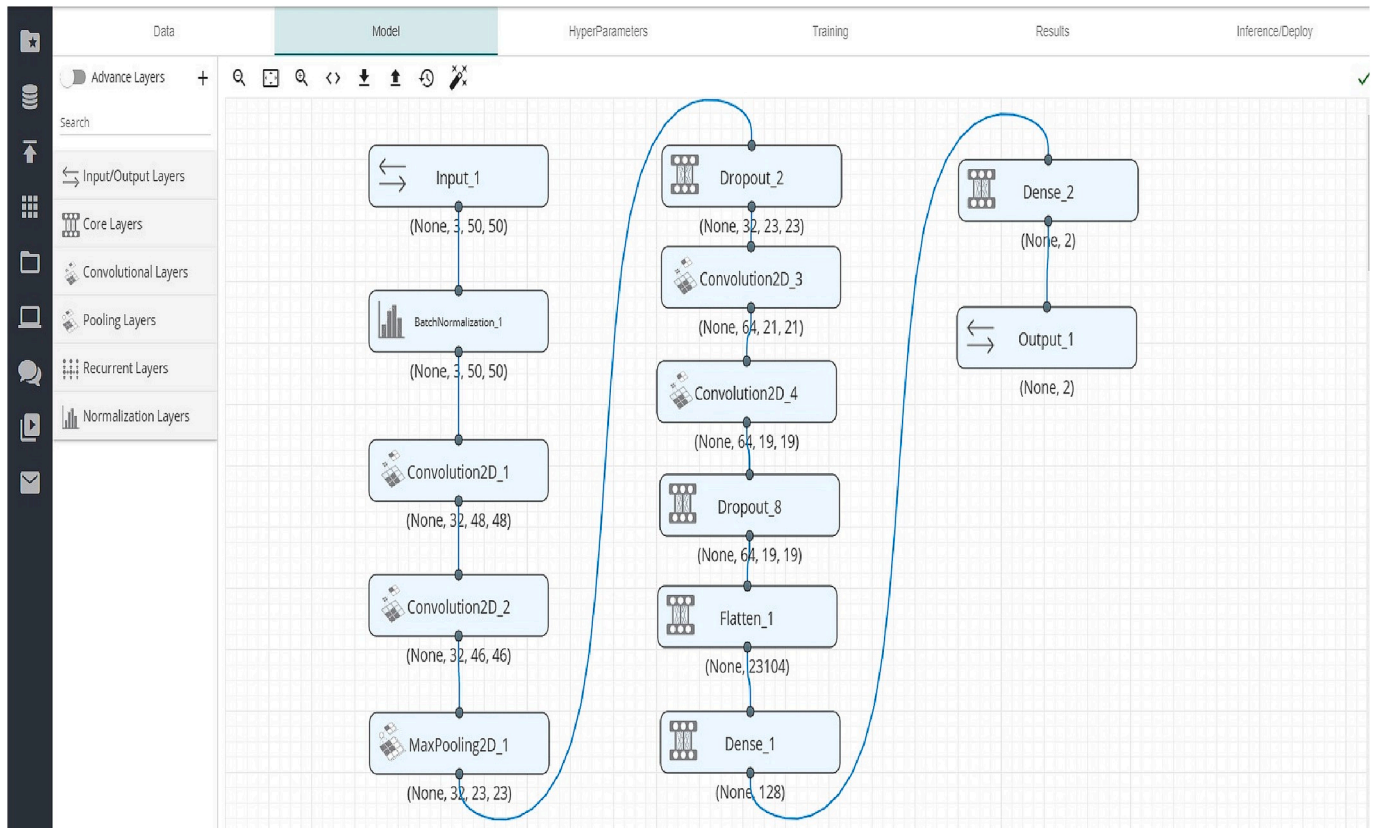 Data Model HyperParameters Training Results Inference/Deploy
Advance Layers +
Search
Input/Output Layers
Core Layers
Convolutional Layers
Pooling Layers
Recurrent Layers
Normalization Layers
Input_1
(None, 3, 50, 50)
BatchNormalization_1
(None, 3, 50, 50)
Convolution2D_1
(None, 32, 48, 48)
Convolution2D_2
(None, 32, 46, 46)
MaxPooling2D_1
(None, 32, 23, 23)
Dropout_2
(None, 32, 23, 23)
Convolution2D_3
(None, 64, 21, 21)
Convolution2D_4
(None, 64, 19, 19)
Dropout_8
(None, 64, 19, 19)
Flatten_1
(None, 23104)
Dense_1
(None, 128)
Dense_2
(None, 2)
Output_1
(None, 2)